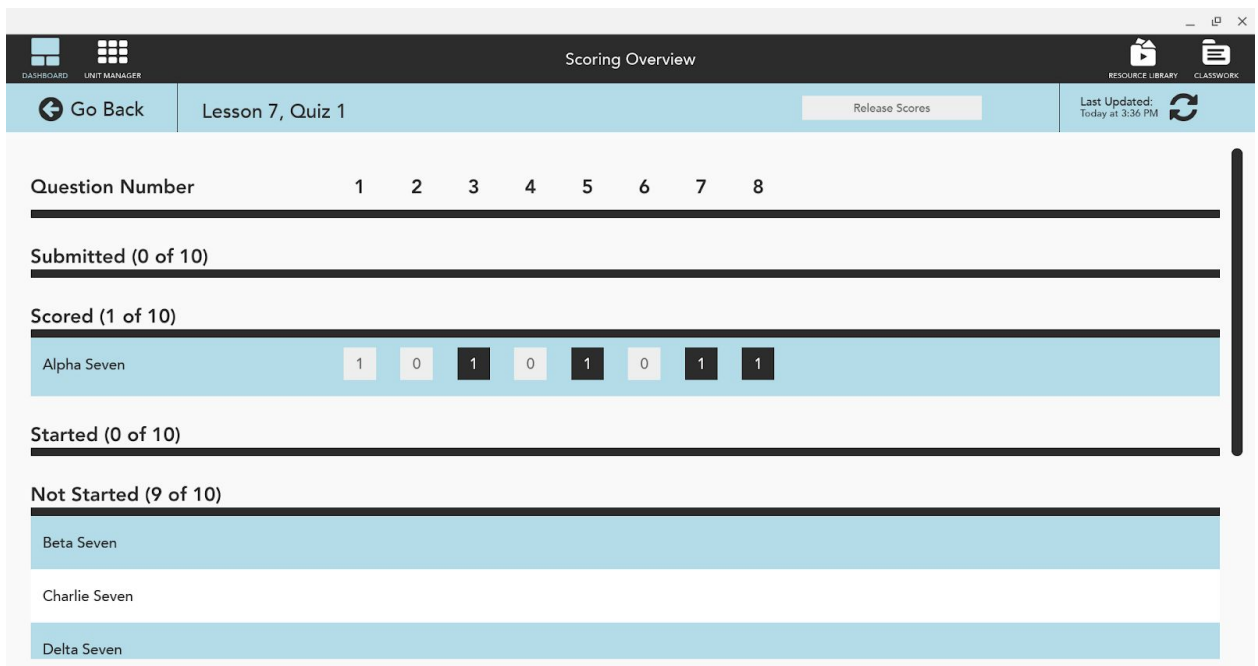 Scoring Overview
DASHBOARD UNIT MANAGER RESOURCE LIBRARY CLASSWORK
Go Back Lesson 7, Quiz 1 Release Scores Last Updated:
Today at 3:36 PM
Question Number 1 2 3 4 5 6 7 8
Submitted (0 of 10)
Scored (1 of 10)
Alpha Seven 1 0 1 0 1 0 1 1
Started (0 of 10)
Not Started (9 of 10)
Beta Seven
Charlie Seven
Delta Seven